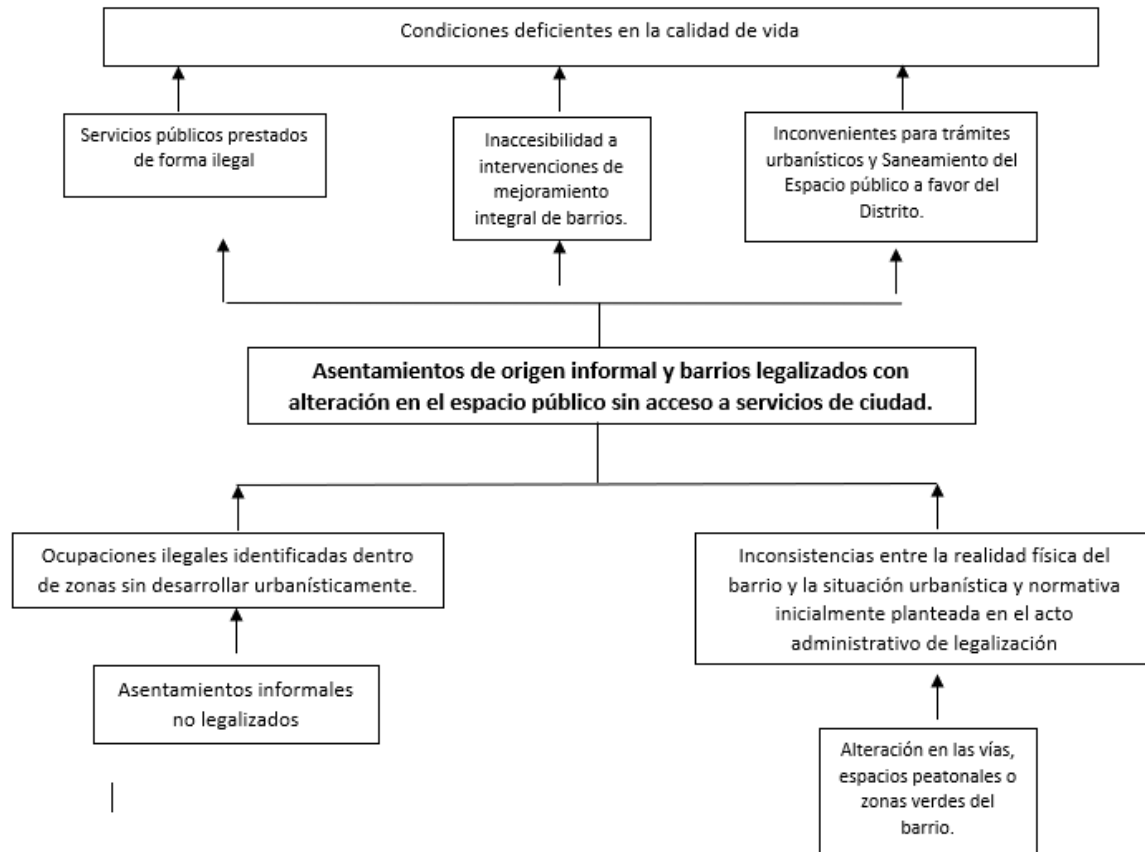 Condiciones deficientes en la calidad de vida
Servicios públicos prestados
de forma ilegal
Inaccesibilidad a
intervenciones de
mejoramiento
integral de barrios.
Inconvenientes para trámites
urbanísticos y Saneamiento del
Espacio público a favor del
Distrito.
Asentamientos de origen informal y barrios legalizados con
alteración en el espacio público sin acceso a servicios de ciudad.
Ocupaciones ilegales identificadas dentro
de zonas sin desarrollar urbanísticamente.
Inconsistencias entre la realidad física del
barrio y la situación urbanística y normativa
inicialmente planteada en el acto
administrativo de legalización
Asentamientos informales
no legalizados
Alteración en las vías,
espacios peatonales o
zonas verdes del
barrio.